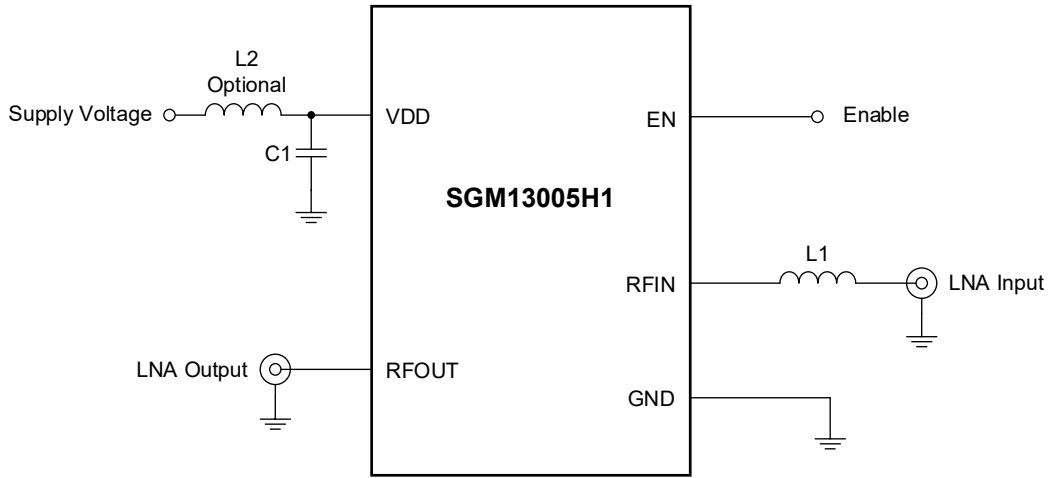 L2
Optional
Supply Voltage
VDD
EN
Enable
C1
SGM13005H1
L1
RFIN
LNA Input
LNA Output
RFOUT
GND